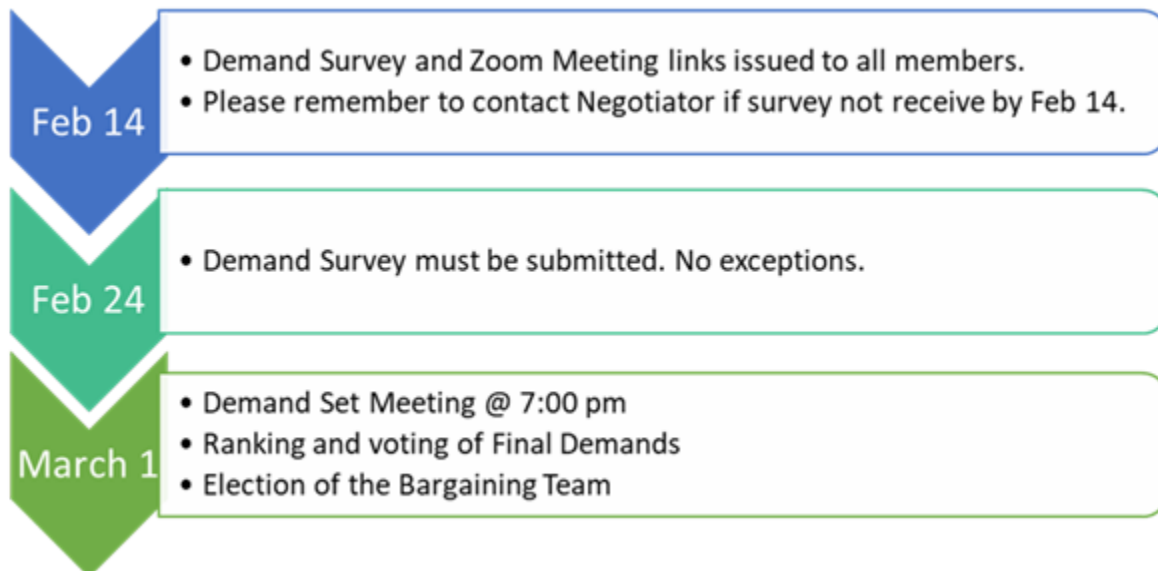 Feb 14
• Demand Survey and Zoom Meeting links issued to all members.
• Please remember to contact Negotiator if survey not receive by Feb 14.
Feb 24
• Demand Survey must be submitted. No exceptions.
March 1
• Demand Set Meeting @ 7:00 pm
• Ranking and voting of Final Demands
• Election of the Bargaining Team